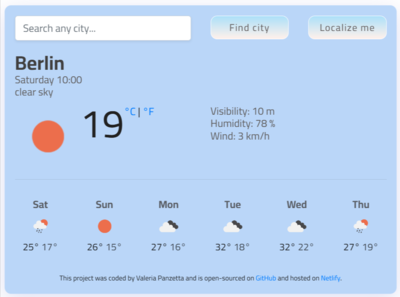 Search any city...
Find city
Localize me
Berlin
Saturday 10:00
clear sky
19 °C | °F
Visibility: 10 m
Humidity: 78 %
Wind: 3 km/h
Sat Sun Mon Tue Wed Thu
25° 17° 26° 15° 27° 16° 32° 18° 32° 22° 27° 19°
This project was coded by Valeria Panzetta and is open-sourced on GitHub and hosted on Netlify.